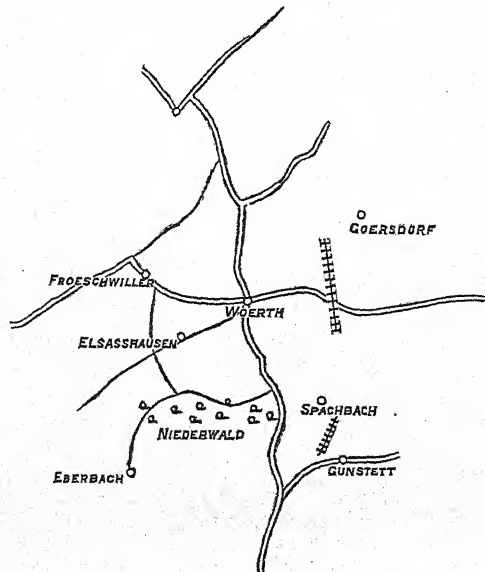 GOERSDORF
FROESCHWILLER
WOERTH
ELSASSHAUSEN
SPACHBACH
NIEDERWALD
EBERBACH
GUNSTETT